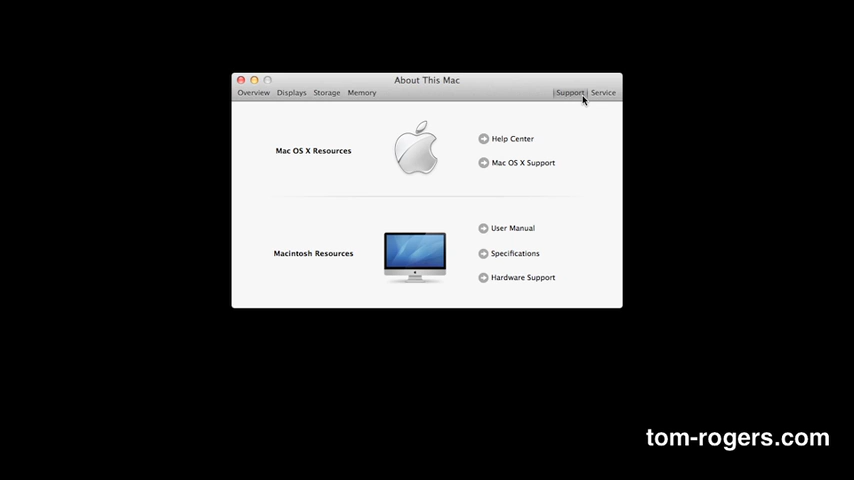 About This Mac
Overview Displays Storage Memory Support Service
Mac OS X Resources
Help Center
Mac OS X Support
Macintosh Resources
User Manual
Specifications
Hardware Support
tom-rogers.com